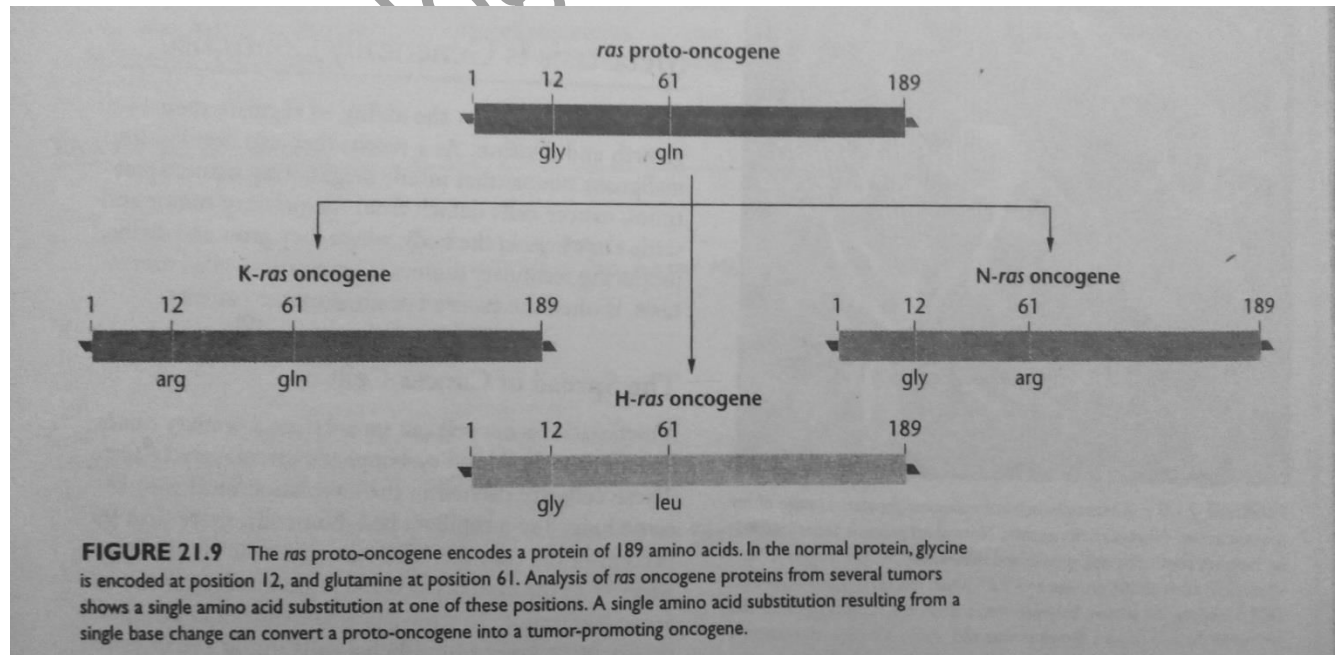 ras proto-oncogene
1 12 61 189
gly gln
K-ras oncogene
1 12 61 189
arg gln
N-ras oncogene
1 12 61 189
gly arg
H-ras oncogene
1 12 61 189
gly leu
FIGURE 21.9 The ras proto-oncogene encodes a protein of 189 amino acids. In the normal protein, glycine
is encoded at position 12, and glutamine at position 61. Analysis of ras oncogene proteins from several tumors
shows a single amino acid substitution at one of these positions. A single amino acid substitution resulting from a
single base change can convert a proto-oncogene into a tumor-promoting oncogene.